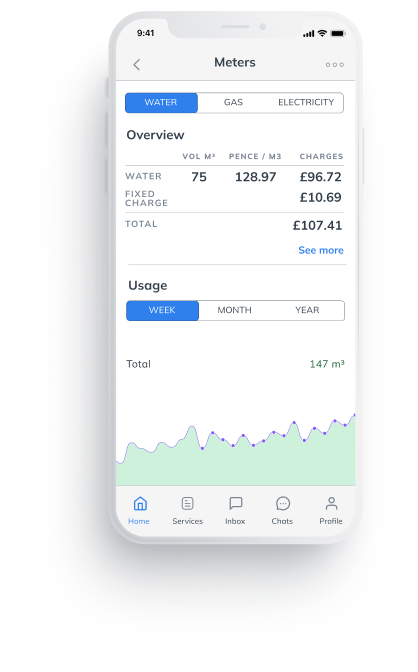 9:41
Meters
WATER GAS ELECTRICITY
Overview
VOL M³ PENCE / M3 CHARGES
WATER 75 128.97 £96.72
FIXED
CHARGE £10.69
TOTAL £107.41
See more
Usage
WEEK MONTH YEAR
Total 147 m³
Home Services Inbox Chats Profile